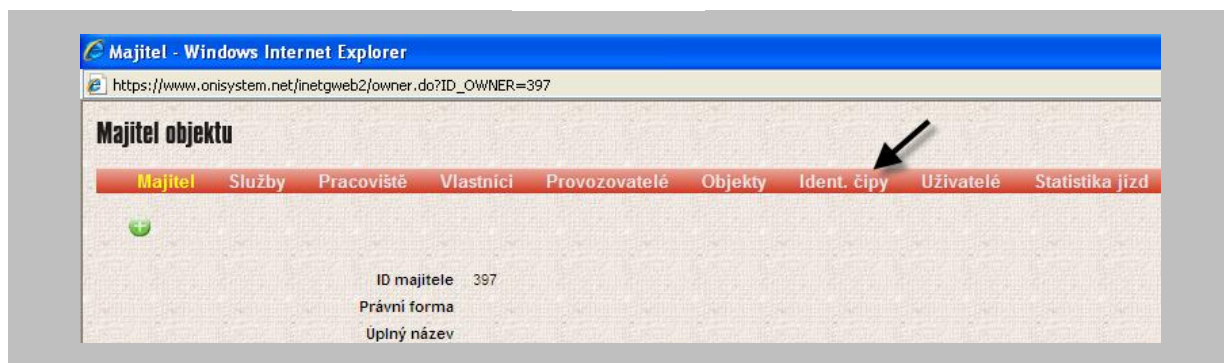 Majitel - Windows Internet Explorer
https://www.onisystem.net/inetgweb2/owner.do?ID_OWNER=397
Majitel objektu
Majitel Služby Pracoviště Vlastníci Provozovatelé Objekty Ident. čipy Uživatelé Statistika jízd
ID majitele 397
Právní forma
Úplný název